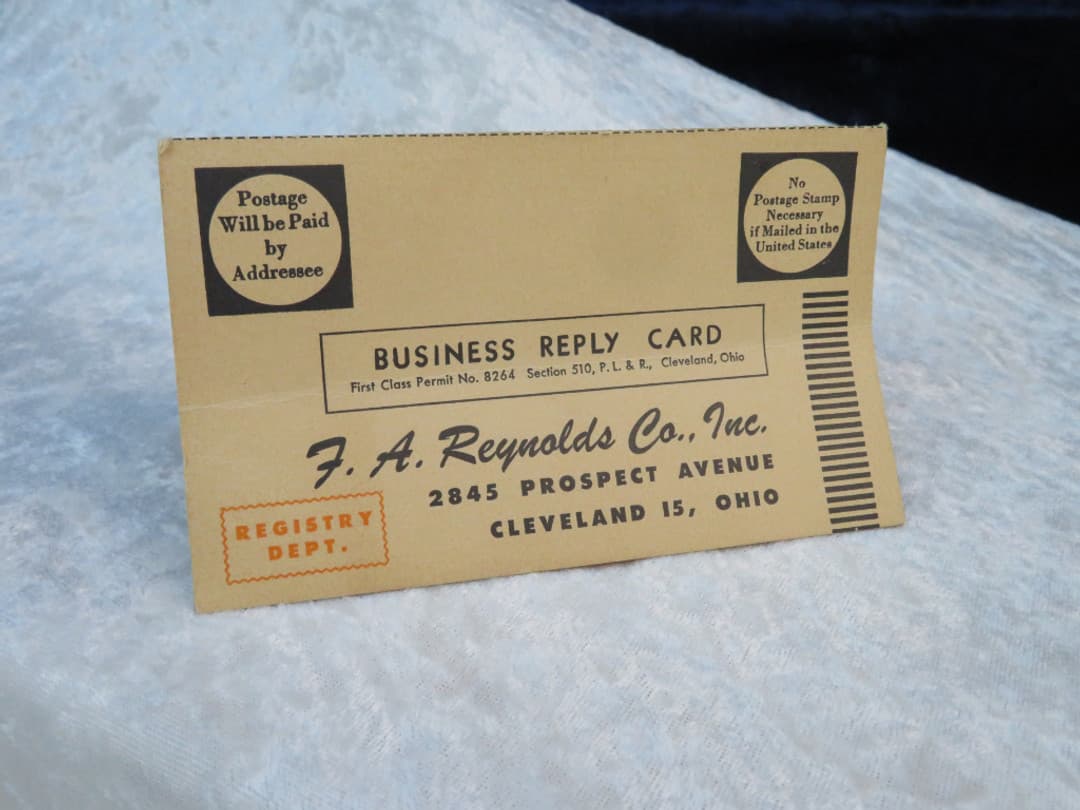 Postage
Will be Paid
by
Addressee
No
Postage Stamp
Necessary
if Mailed in the
United States
BUSINESS REPLY CARD
First Class Permit No. 8264 Section 510, P. L. & R., Cleveland, Ohio
F. A. Reynolds Co., Inc.
2845 PROSPECT AVENUE
CLEVELAND 15, OHIO
REGISTRY
DEPT.